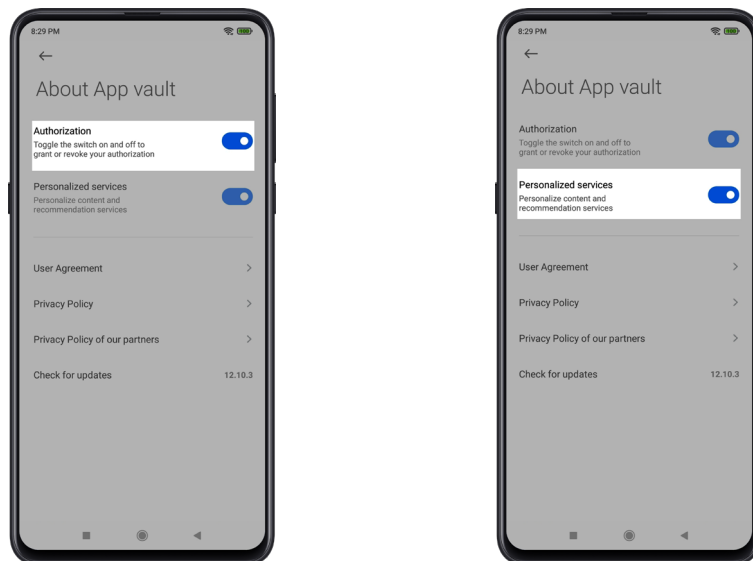 8:29 PM
100
About App vault
Authorization
Toggle the switch on and off to
grant or revoke your authorization
Personalized services
Personalize content and
recommendation services
User Agreement
Privacy Policy
Privacy Policy of our partners
Check for updates 12.10.3
8:29 PM
100
About App vault
Authorization
Toggle the switch on and off to
grant or revoke your authorization
Personalized services
Personalize content and
recommendation services
User Agreement
Privacy Policy
Privacy Policy of our partners
Check for updates 12.10.3